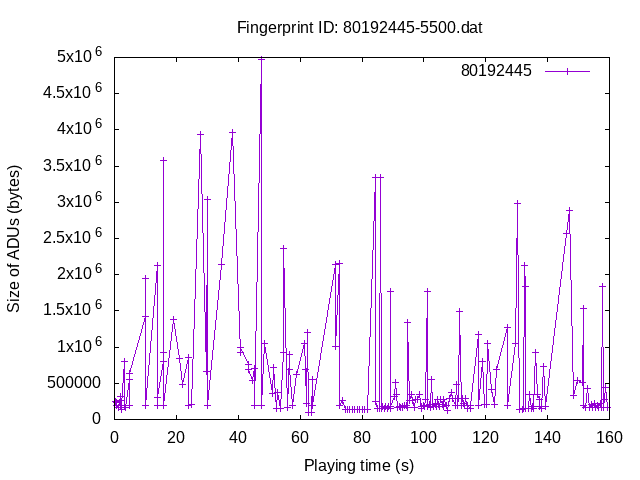 Fingerprint ID: 80192445-5500.dat
80192445
5x10^6
4.5x10^6
4x10^6
3.5x10^6
3x10^6
2.5x10^6
2x10^6
1.5x10^6
1x10^6
500000
0
Size of ADUs (bytes)
0 20 40 60 80 100 120 140 160
Playing time (s)